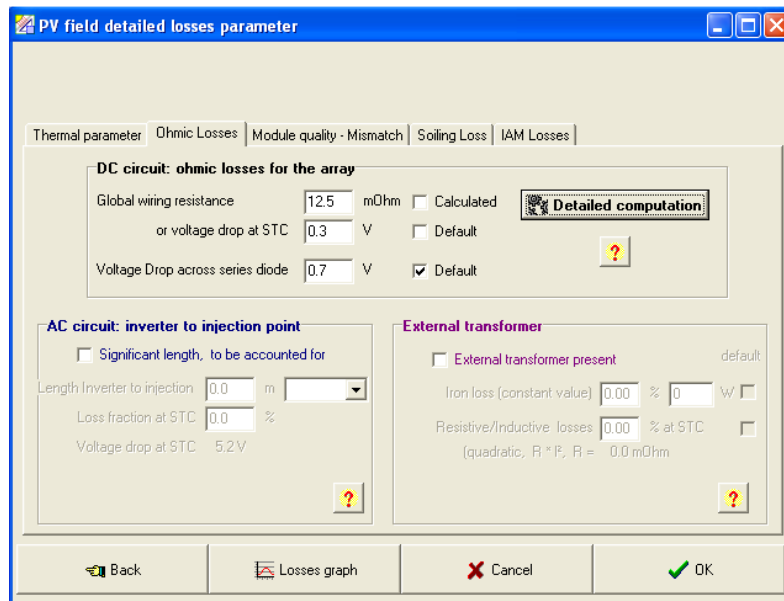 PV field detailed losses parameter
Thermal parameter Ohmic Losses Module quality - Mismatch Soiling Loss IAM Losses
DC circuit: ohmic losses for the array
Global wiring resistance 12.5 mOhm Calculated Detailed computation
or voltage drop at STC 0.3 V Default
?
Voltage Drop across series diode 0.7 V Default
AC circuit: inverter to injection point
Significant length, to be accounted for
Length Inverter to injection 0.0 m
Loss fraction at STC 0.0 %
Voltage drop at STC 5.2 V
?
External transformer
default
External transformer present
Iron loss (constant value) 0.00 % 0 W
Resistive/Inductive losses 0.00 % at STC
(quadratic, R * I², R = 0.0 mOhm
?
Back Losses graph Cancel OK